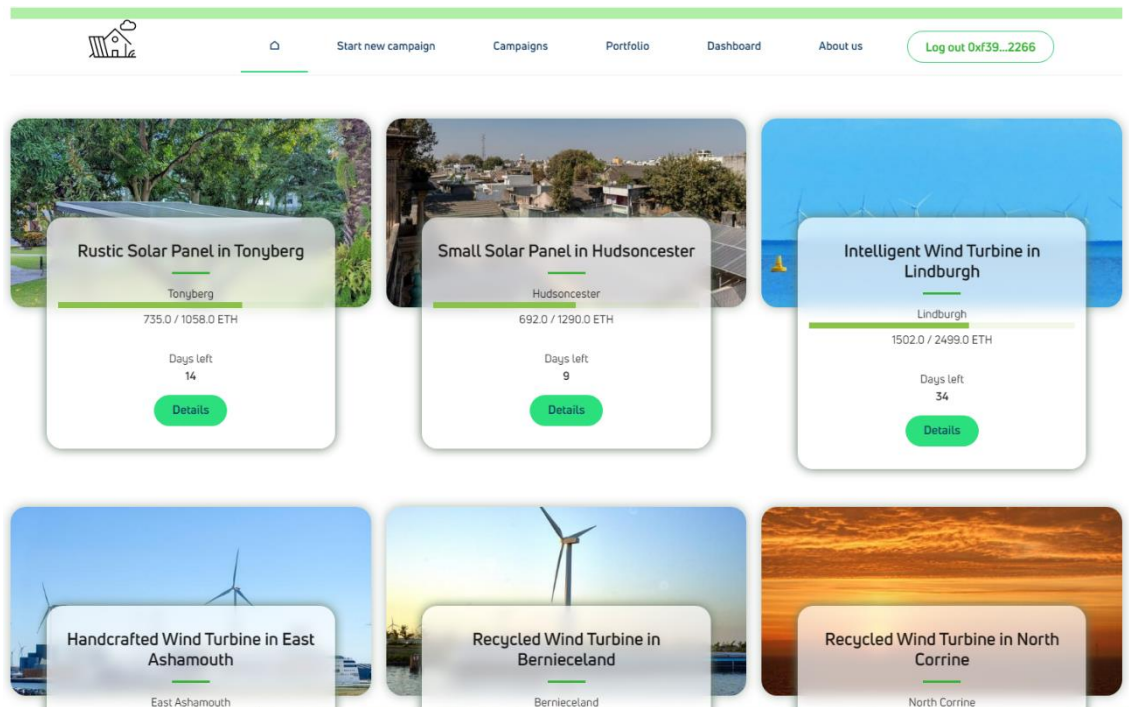 Start new campaign
Campaigns
Portfolio
Dashboard
About us
Log out 0xf39...2266
Rustic Solar Panel in Tonyberg
Tonyberg
735.0 / 1058.0 ETH
Days left
14
Details
Small Solar Panel in Hudsoncester
Hudsoncester
692.0 / 1290.0 ETH
Days left
9
Details
Intelligent Wind Turbine in
Lindburgh
Lindburgh
1502.0 / 2499.0 ETH
Days left
34
Details
Handcrafted Wind Turbine in East
Ashamouth
East Ashamouth
Recycled Wind Turbine in
Bernieceland
Bernieceland
Recycled Wind Turbine in North
Corrine
North Corrine